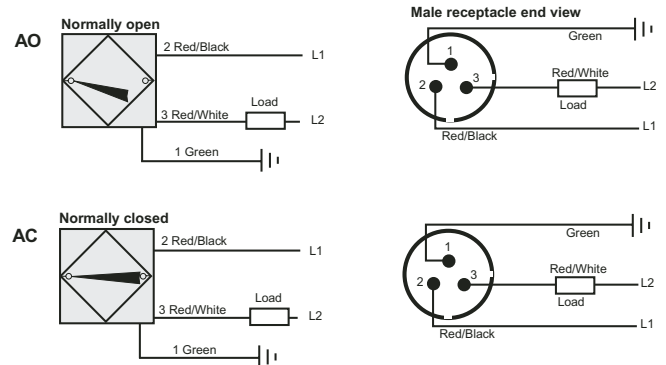 Normally open
AO
2 Red/Black
L1
3 Red/White
Load
L2
1 Green
Male receptacle end view
Green
1
2
3
Red/White
Load
L2
Red/Black
L1
Normally closed
AC
2 Red/Black
L1
3 Red/White
Load
L2
1 Green
Green
1
2
3
Red/White
Load
L2
Red/Black
L1